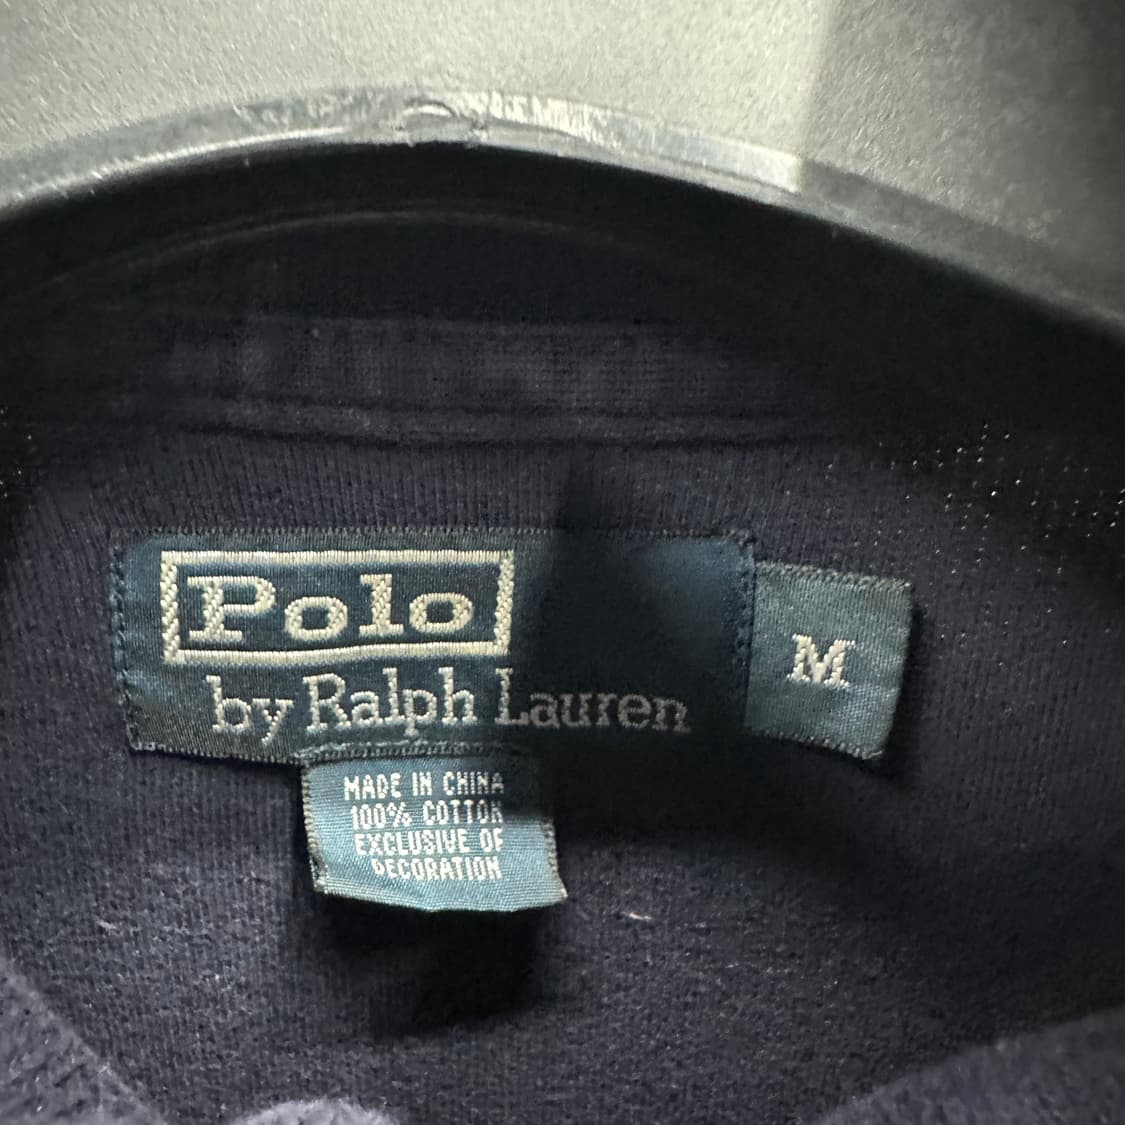 Polo
by Ralph Lauren
M
MADE IN CHINA
100% COTTON
EXCLUSIVE OF
DECORATION